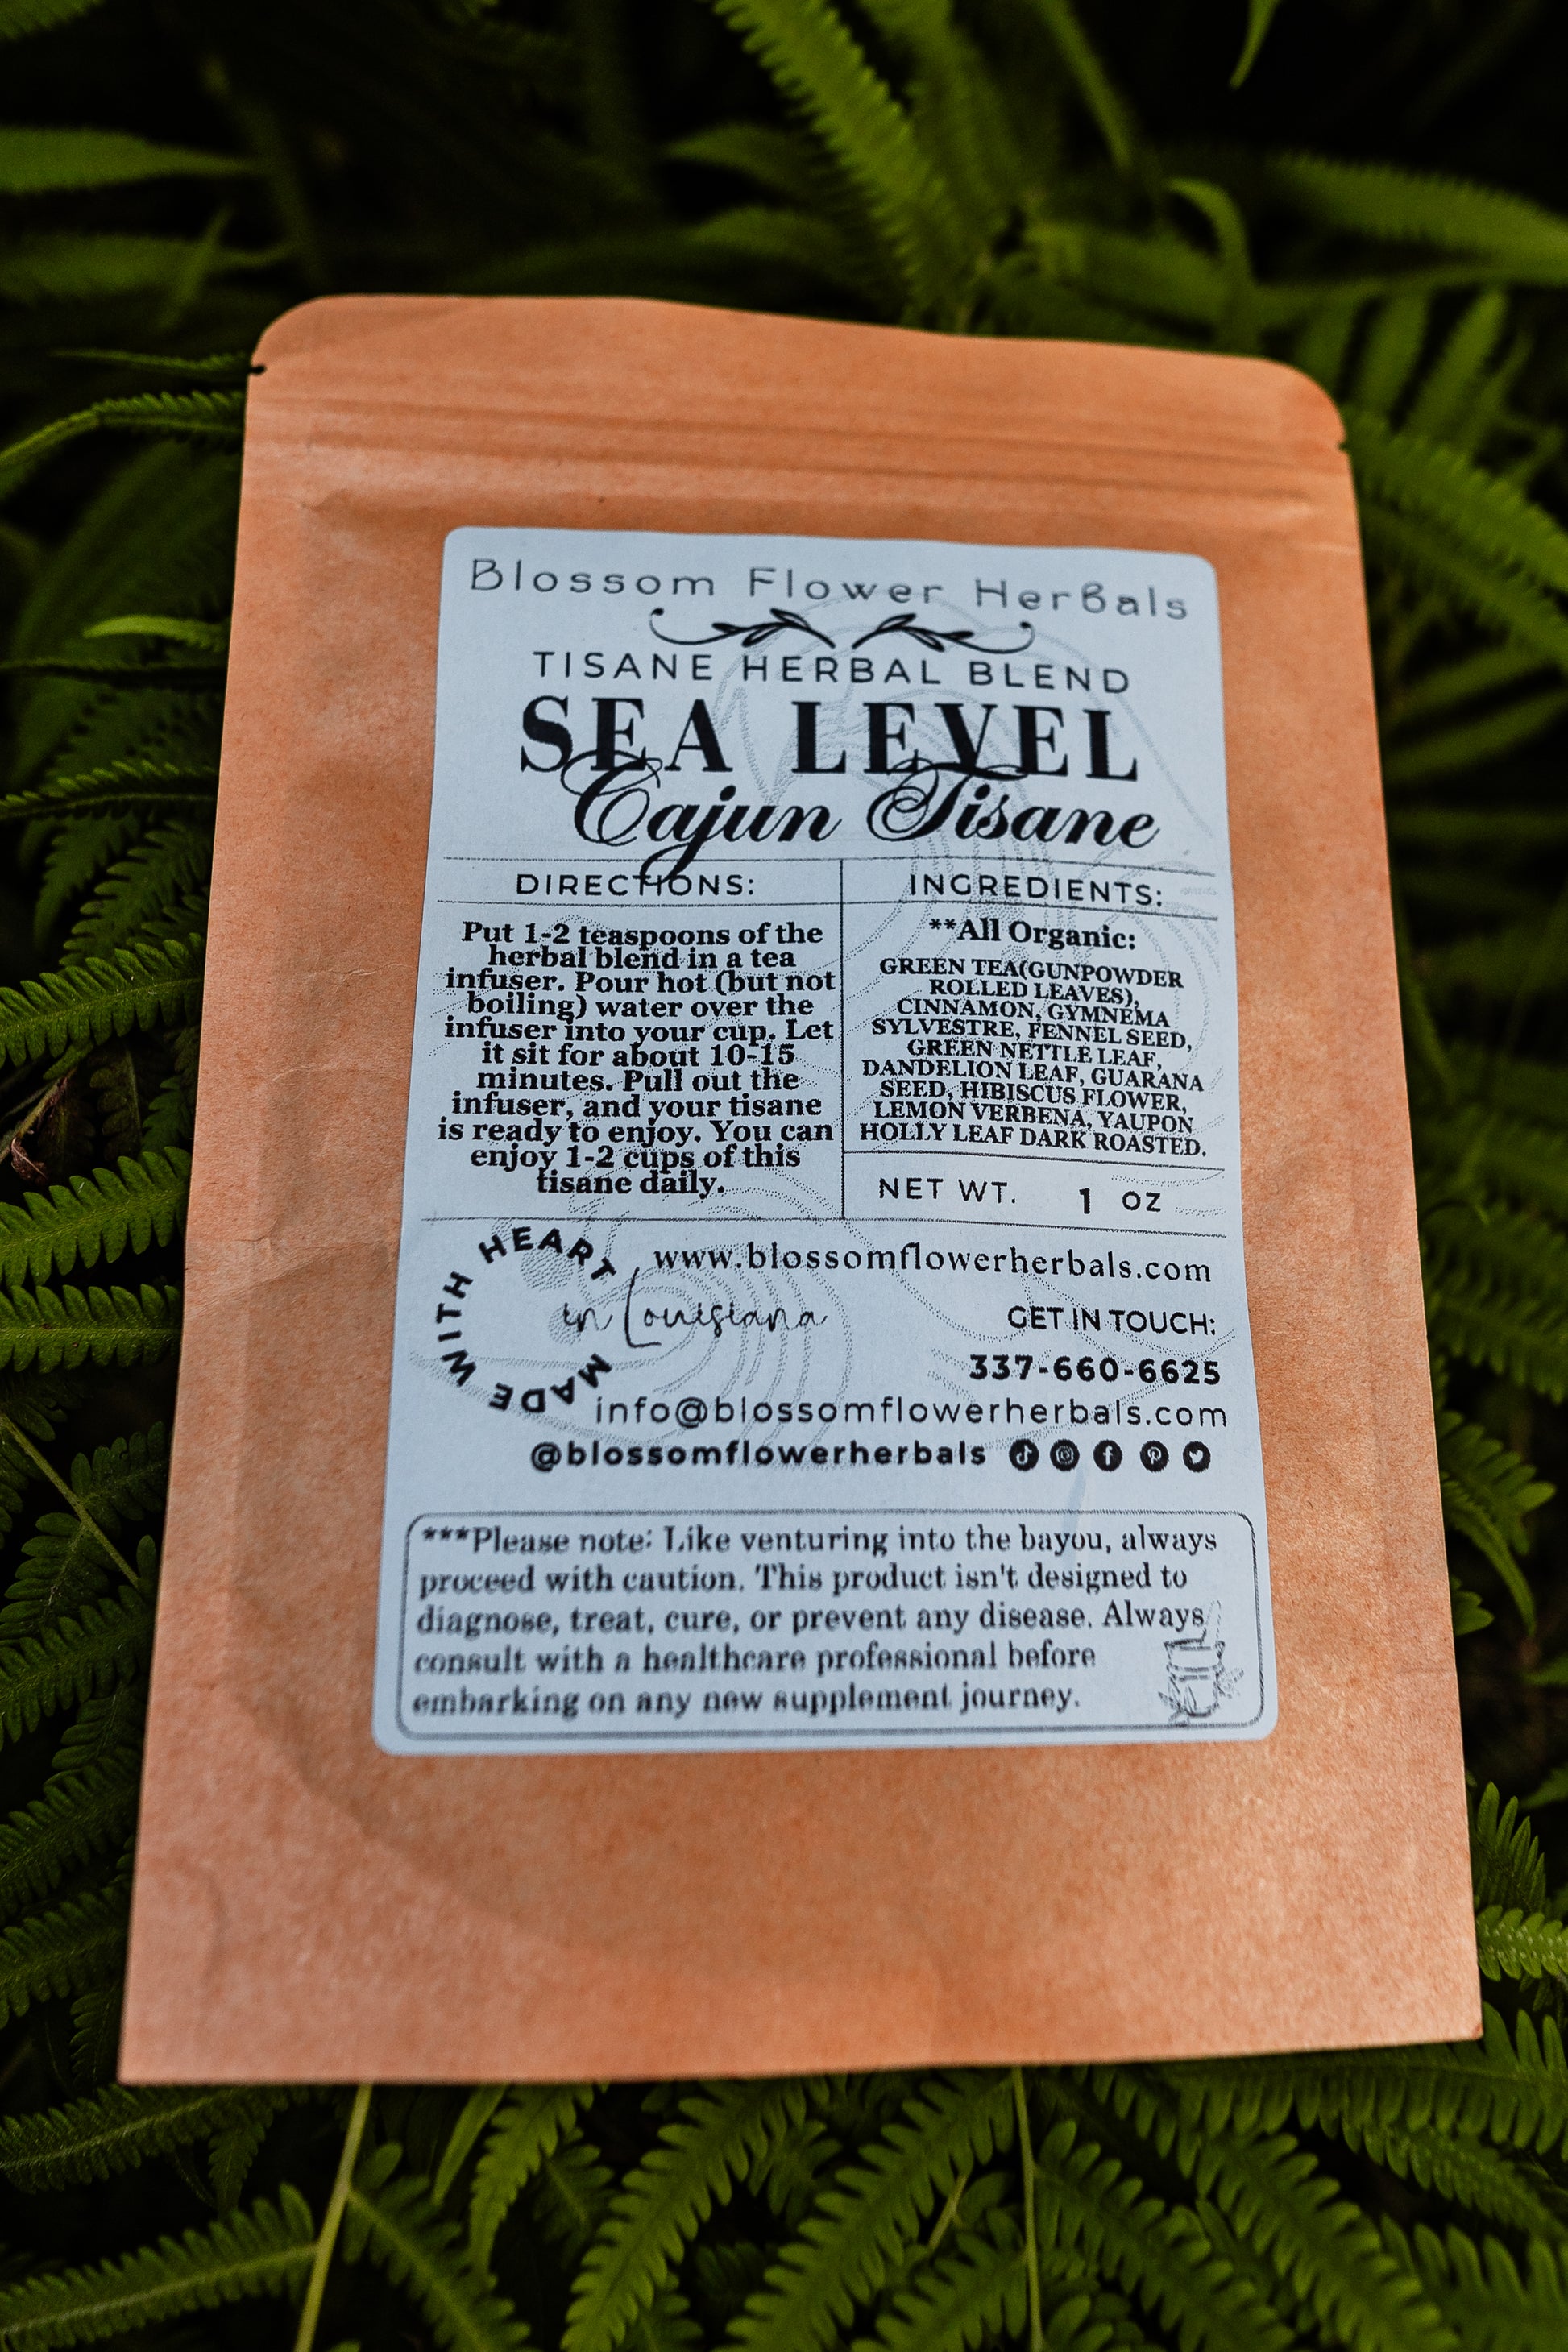 Blossom Flower Herbals
TISANE HERBAL BLEND
SEA LEVEL
Cajun Tisane
DIRECTIONS:
Put 1-2 teaspoons of the
herbal blend in a tea
infuser. Pour hot (but not
boiling) water over the
infuser into your cup. Let
it sit for about 10-15
minutes. Pull out the
infuser, and your tisane
is ready to enjoy. You can
enjoy 1-2 cups of this
tisane daily.
INGREDIENTS:
**All Organic:
GREEN TEA(GUNPOWDER
ROLLED LEAVES),
CINNAMON, GYMNEMA
SYLVESTRE, FENNEL SEED,
GREEN NETTLE LEAF,
DANDELION LEAF, GUARANA
SEED, HIBISCUS FLOWER,
LEMON VERBENA, YAUPON
HOLLY LEAF DARK ROASTED.
NET WT. 1 OZ
MADE WITH HEART
in Louisiana
www.blossomflowerherbals.com
GET IN TOUCH:
337-660-6625
info@blossomflowerherbals.com
@blossomflowerherbals
***Please note: Like venturing into the bayou, always
proceed with caution. This product isn't designed to
diagnose, treat, cure, or prevent any disease. Always
consult with a healthcare professional before
embarking on any new supplement journey.